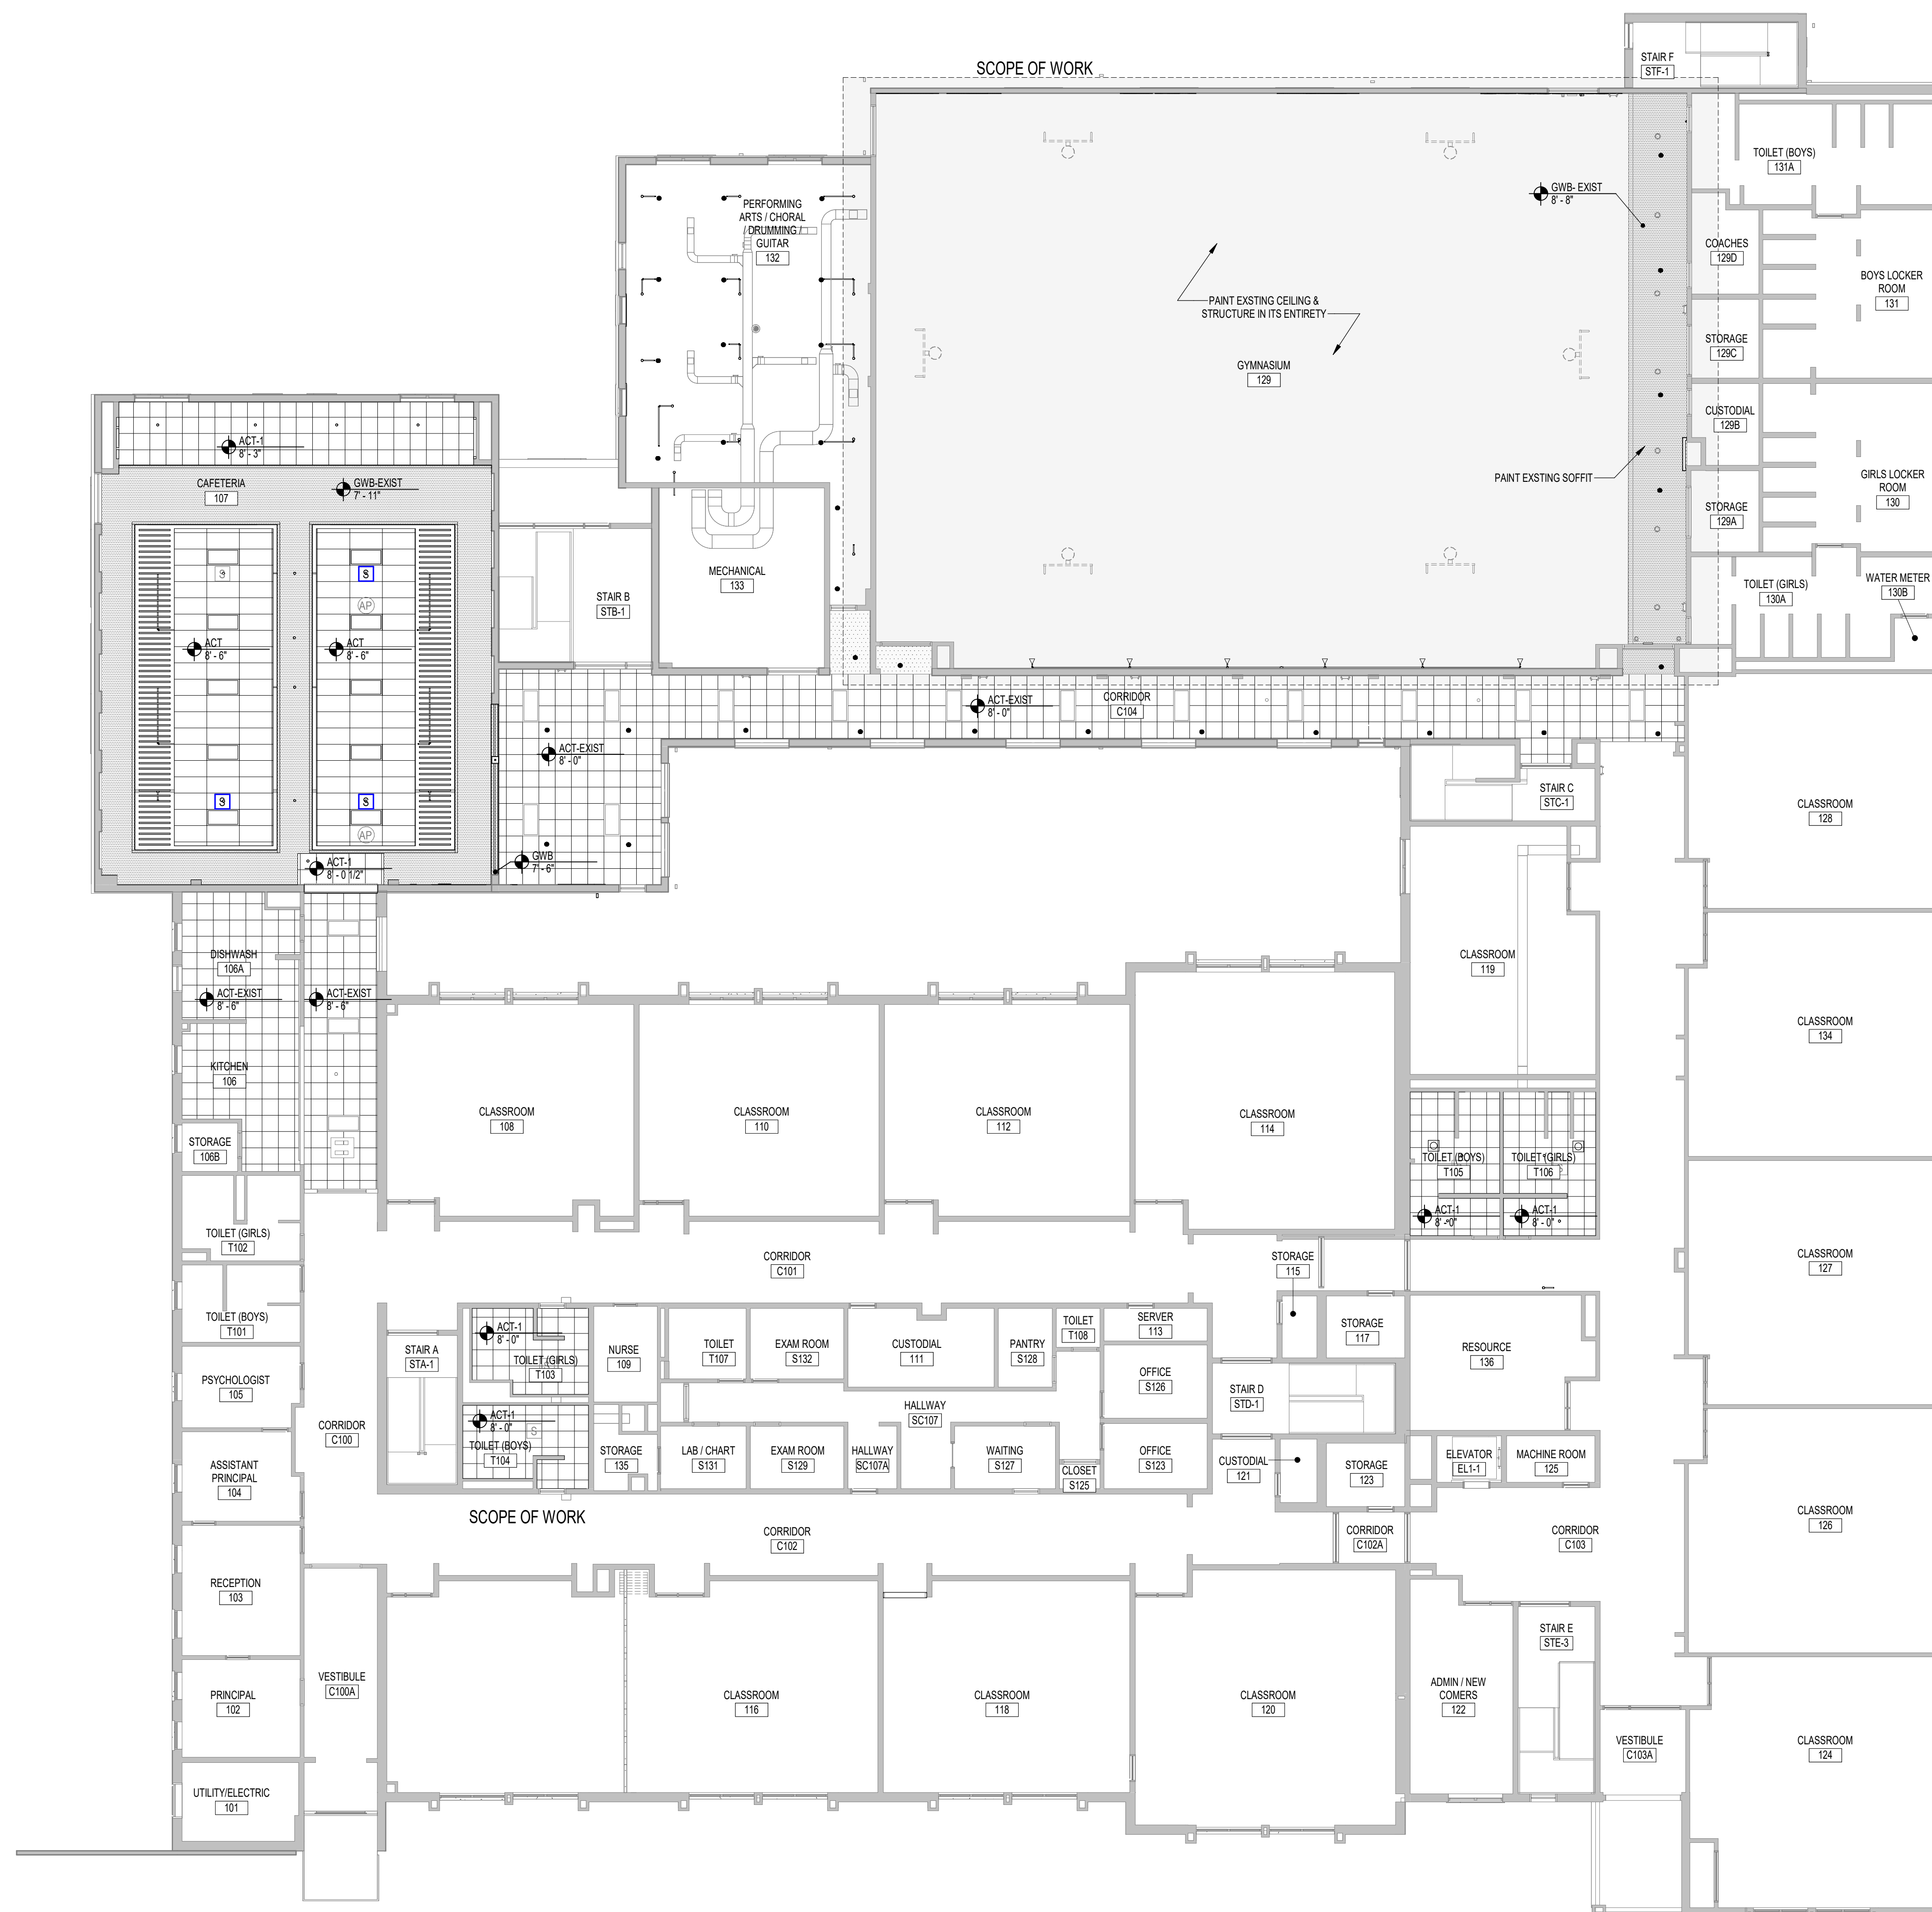 SCOPE OF WORK
STAIR F
STF-1
TOILET (BOYS)
131A
PERFORMING
ARTS / CHORAL
/ DRUMMING /
GUITAR
132
GWB- EXIST
8' - 8"
COACHES
129D
BOYS LOCKER
ROOM
131
PAINT EXSTING CEILING &
STRUCTURE IN ITS ENTIRETY
GYMNASIUM
129
STORAGE
129C
CUSTODIAL
129B
ACT-1
8' - 3"
CAFETERIA
107
GWB-EXIST
7' - 11"
PAINT EXSTING SOFFIT
GIRLS LOCKER
ROOM
130
STORAGE
129A
MECHANICAL
133
STAIR B
STB-1
TOILET (GIRLS)
130A
WATER METER
130B
S
S
AP
ACT
8' - 6"
ACT
8' - 6"
S
S
AP
ACT-EXIST
8' - 0"
CORRIDOR
C104
ACT-EXIST
8' - 0"
STAIR C
STC-1
CLASSROOM
128
ACT-1
8' - 0 1/2"
GWB
7' - 6"
DISHWASH
106A
ACT-EXIST
8' - 6"
ACT-EXIST
8' - 6"
CLASSROOM
119
CLASSROOM
134
KITCHEN
106
STORAGE
106B
CLASSROOM
108
CLASSROOM
110
CLASSROOM
112
CLASSROOM
114
TOILET (BOYS)
T105
TOILET (GIRLS)
T106
ACT-1
8' - 0"
ACT-1
8' - 0"
TOILET (GIRLS)
T102
CORRIDOR
C101
STORAGE
115
CLASSROOM
127
TOILET (BOYS)
T101
ACT-1
8' - 0"
STAIR A
STA-1
TOILET (GIRLS)
T103
NURSE
109
TOILET
T107
EXAM ROOM
S132
CUSTODIAL
111
PANTRY
S128
TOILET
T108
SERVER
113
STORAGE
117
RESOURCE
136
PSYCHOLOGIST
105
OFFICE
S126
STAIR D
STD-1
CORRIDOR
C100
ACT-1
8' - 0"
S
TOILET (BOYS)
T104
HALLWAY
SC107
STORAGE
135
LAB / CHART
S131
EXAM ROOM
S129
HALLWAY
SC107A
WAITING
S127
CLOSET
S125
OFFICE
S123
CUSTODIAL
121
STORAGE
123
ELEVATOR
EL1-1
MACHINE ROOM
125
ASSISTANT
PRINCIPAL
104
SCOPE OF WORK
CORRIDOR
C102
CORRIDOR
C102A
CORRIDOR
C103
CLASSROOM
126
RECEPTION
103
STAIR E
STE-3
VESTIBULE
C100A
PRINCIPAL
102
CLASSROOM
116
CLASSROOM
118
CLASSROOM
120
ADMIN / NEW
COMERS
122
VESTIBULE
C103A
CLASSROOM
124
UTILITY/ELECTRIC
101